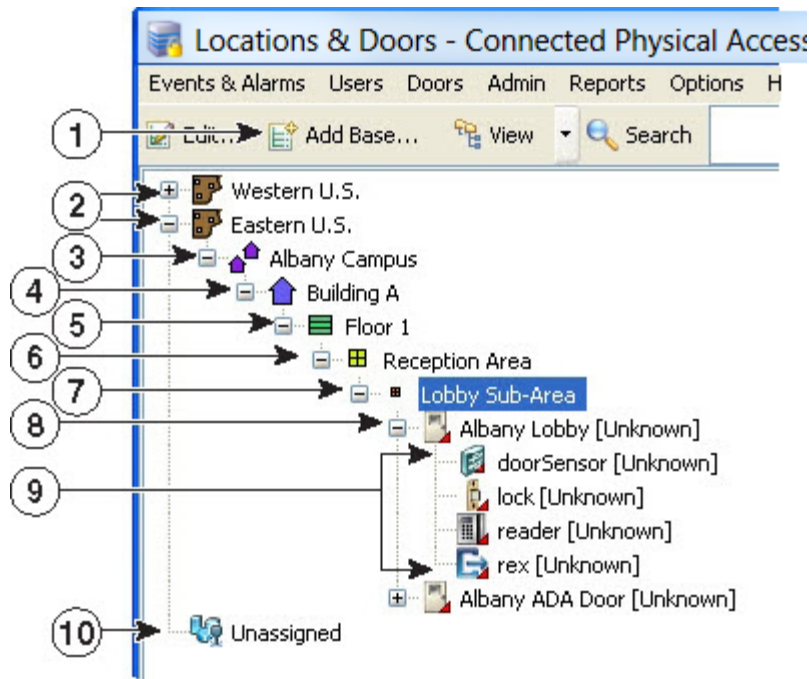 Locations & Doors - Connected Physical Access
Events & Alarms Users Doors Admin Reports Options H
1 Edit... Add Base... View Search
2 Western U.S.
Eastern U.S.
3 Albany Campus
4 Building A
5 Floor 1
6 Reception Area
7 Lobby Sub-Area
8 Albany Lobby [Unknown]
doorSensor [Unknown]
9 lock [Unknown]
reader [Unknown]
rex [Unknown]
Albany ADA Door [Unknown]
10 Unassigned